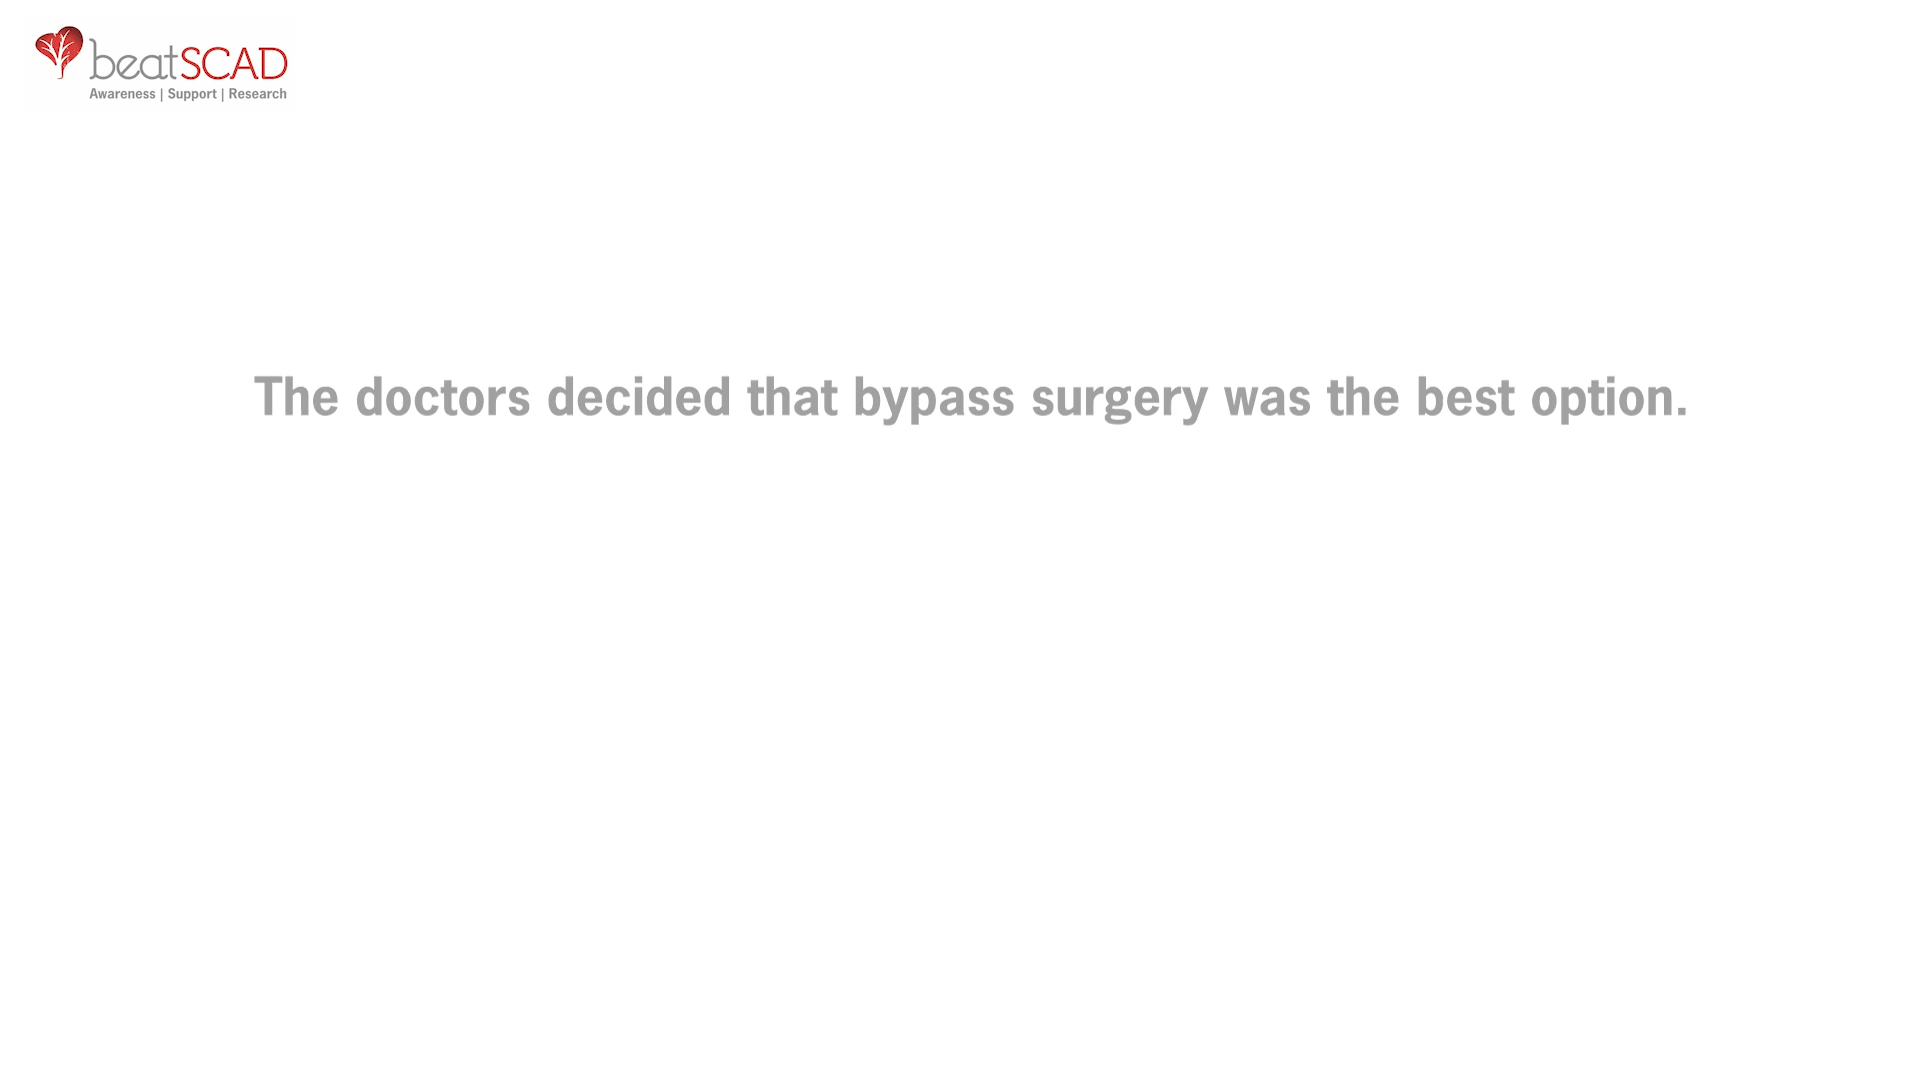 beatSCAD
Awareness | Support | Research
The doctors decided that bypass surgery was the best option.